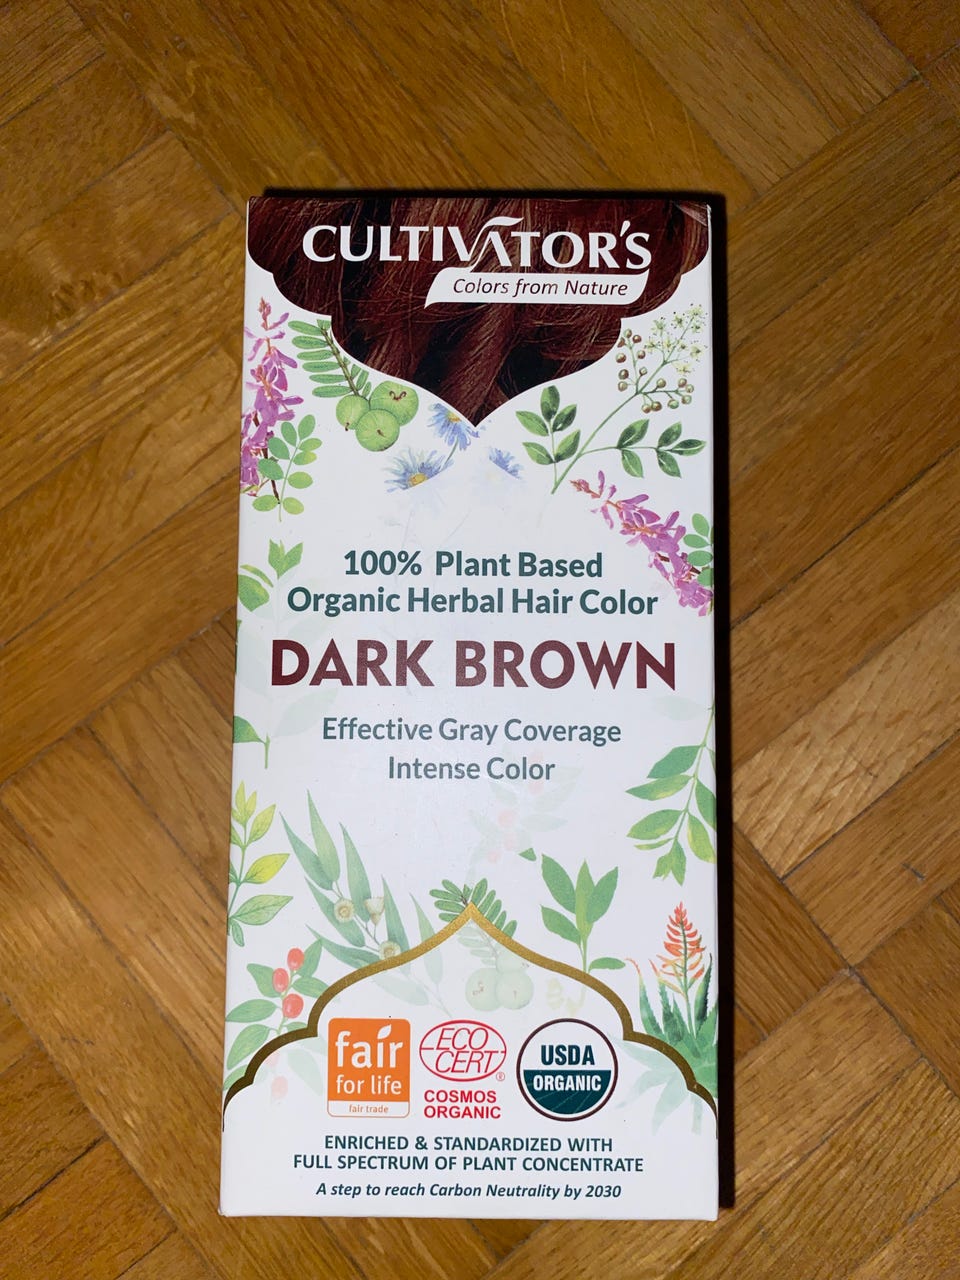 CULTIVATOR'S
Colors from Nature
100% Plant Based
Organic Herbal Hair Color
DARK BROWN
Effective Gray Coverage
Intense Color
fair
for life
fair trade
ECO
CERT
®
COSMOS
ORGANIC
USDA
ORGANIC
ENRICHED & STANDARDIZED WITH
FULL SPECTRUM OF PLANT CONCENTRATE
A step to reach Carbon Neutrality by 2030